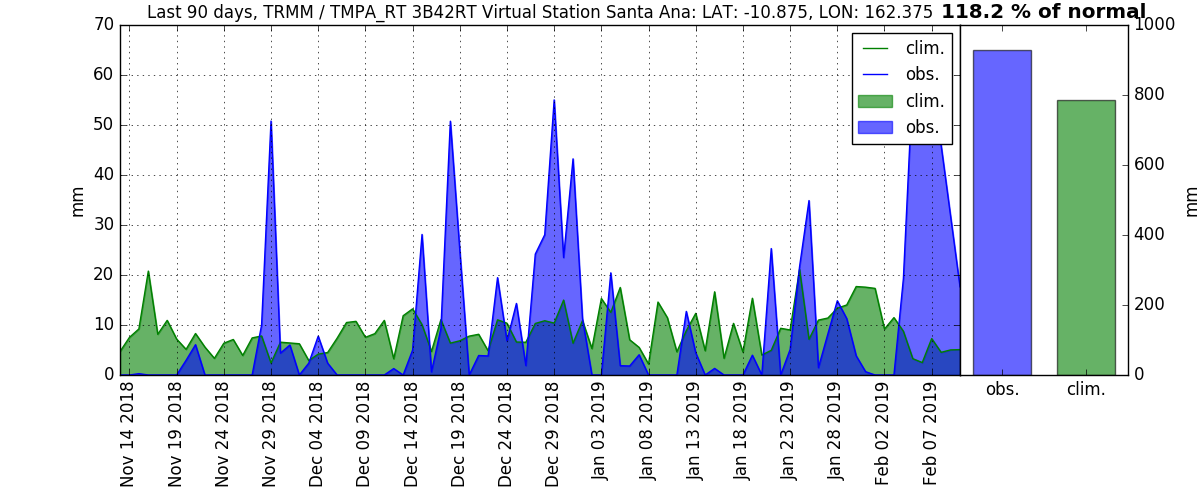 Last 90 days, TRMM / TMPA_RT 3B42RT Virtual Station Santa Ana: LAT: -10.875, LON: 162.375 118.2 % of normal
70
60
50
40
30
20
10
0
mm
clim.
obs.
clim.
obs.
Nov 14 2018
Nov 19 2018
Nov 24 2018
Nov 29 2018
Dec 04 2018
Dec 09 2018
Dec 14 2018
Dec 19 2018
Dec 24 2018
Dec 29 2018
Jan 03 2019
Jan 08 2019
Jan 13 2019
Jan 18 2019
Jan 23 2019
Jan 28 2019
Feb 02 2019
Feb 07 2019
1000
800
600
400
200
0
mm
obs. clim.